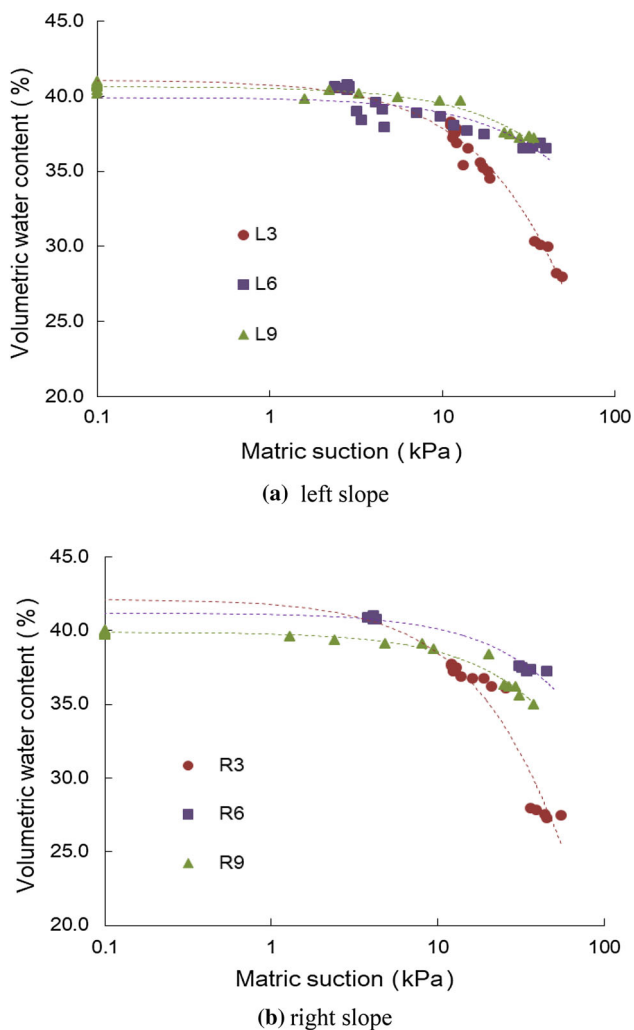 45.0
40.0
35.0
30.0
25.0
20.0
Volumetric water content (%)
L3
L6
L9
0.1 1 10 100
Matric suction (kPa)
(a) left slope
45.0
40.0
35.0
30.0
25.0
20.0
Volumetric water content (%)
R3
R6
R9
0.1 1 10 100
Matric suction (kPa)
(b) right slope